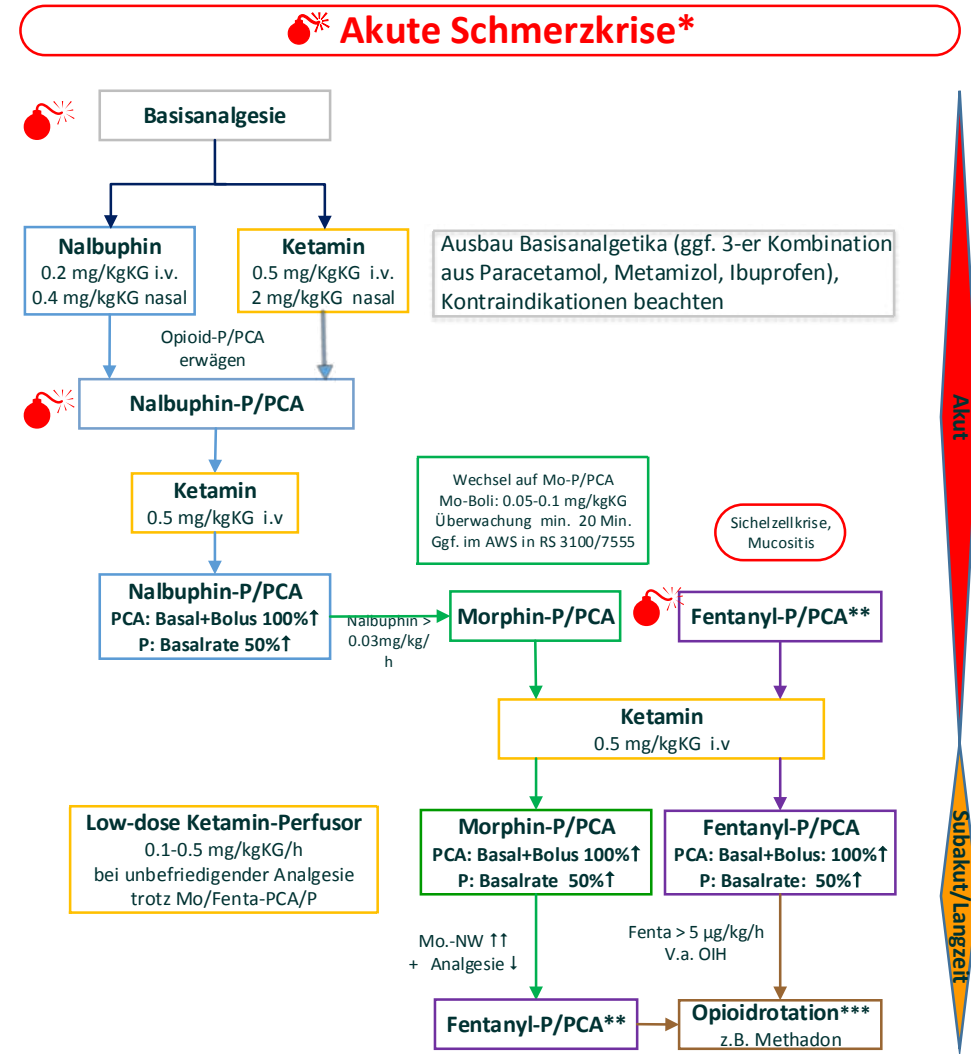 Akute Schmerzkrise*
Basisanalgesie
Nalbuphin
0.2 mg/KgKG i.v.
0.4 mg/kgKG nasal
Ketamin
0.5 mg/KgKG i.v.
2 mg/kgKG nasal
Ausbau Basisanalgetika (ggf. 3-er Kombination
aus Paracetamol, Metamizol, Ibuprofen),
Kontraindikationen beachten
Opioid-P/PCA
erwägen
Nalbuphin-P/PCA
Akut
Ketamin
0.5 mg/kgKG i.v
Wechsel auf Mo-P/PCA
Mo-Boli: 0.05-0.1 mg/kgKG
Überwachung min. 20 Min.
Ggf. im AWS in RS 3100/7555
Sichelzellkrise,
Mucositis
Nalbuphin-P/PCA
PCA: Basal+Bolus 100%↑
P: Basalrate 50%↑
Nalbuphin >
0.03mg/kg/
h
Morphin-P/PCA
Fentanyl-P/PCA**
Ketamin
0.5 mg/kgKG i.v
Low-dose Ketamin-Perfusor
0.1-0.5 mg/kgKG/h
bei unbefriedigender Analgesie
trotz Mo/Fenta-PCA/P
Morphin-P/PCA
PCA: Basal+Bolus 100%↑
P: Basalrate 50%↑
Fentanyl-P/PCA
PCA: Basal+Bolus: 100%↑
P: Basalrate: 50%↑
Subakut/Langzeit
Mo.-NW ↑↑
+ Analgesie ↓
Fenta > 5 µg/kg/h
V.a. OIH
Fentanyl-P/PCA**
Opioidrotation***
z.B. Methadon